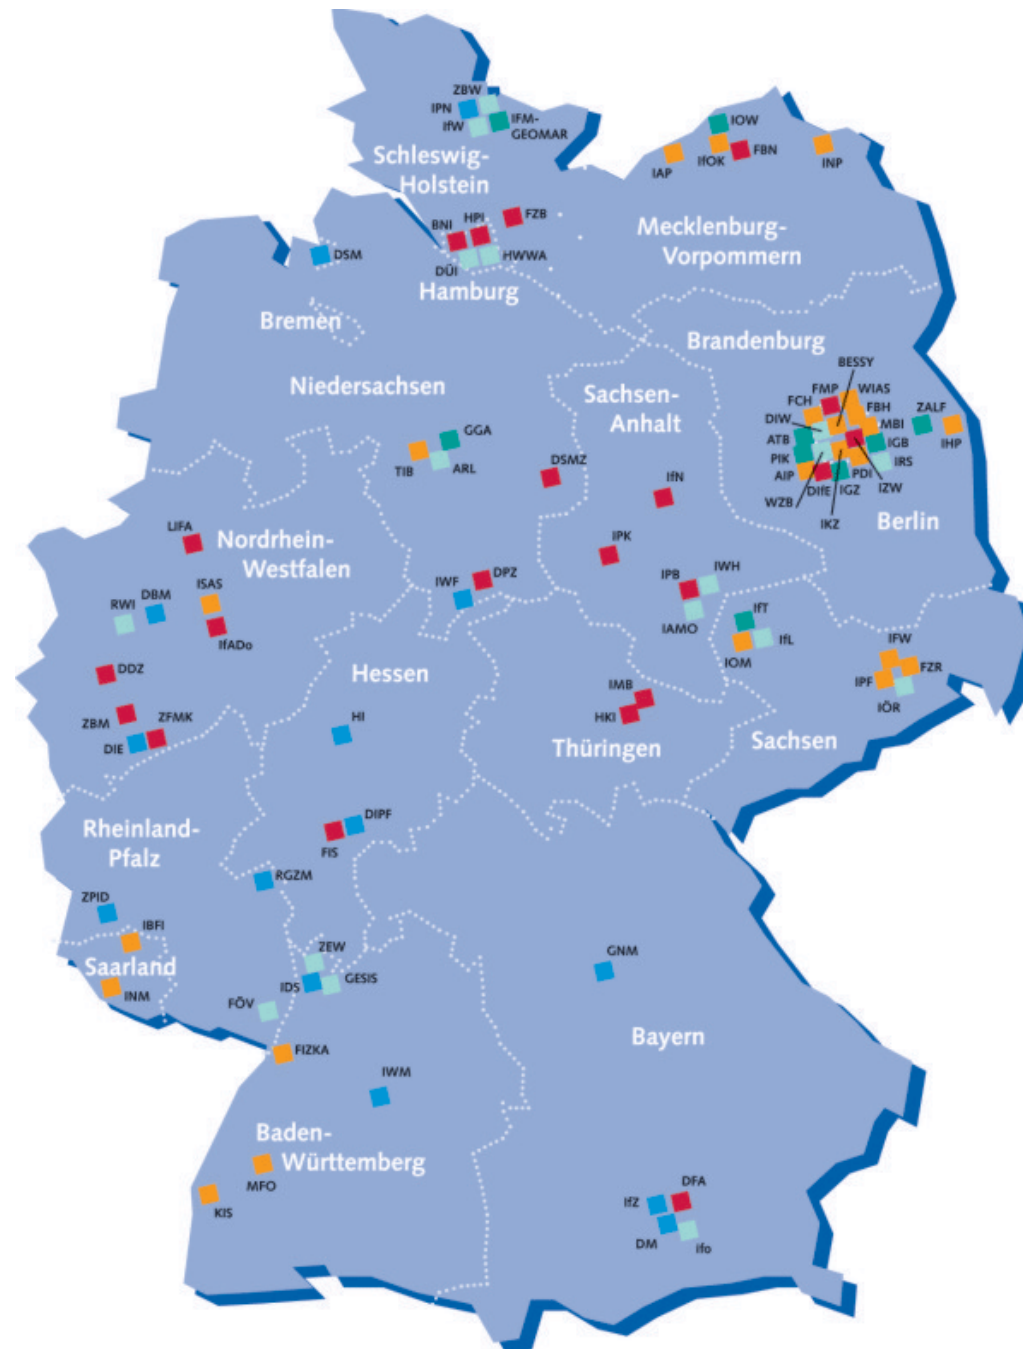 ZBW
IPN
IfW
IFM-
GEOMAR
Schleswig-
Holstein
IOW
IAP
IfOK
FBN
INP
BNI
HPI
FZB
DÜI
HWWA
Hamburg
Mecklenburg-
Vorpommern
DSM
Bremen
Niedersachsen
Brandenburg
BESSY
FMP
WIAS
FCH
FBH
DIW
MBI
ZALF
ATB
IGB
IHP
PIK
IRS
AIP
PDI
WZB
DIfE
IGZ
IZW
IKZ
Berlin
Sachsen-
Anhalt
GGA
TIB
ARL
DSMZ
IfN
LIFA
Nordrhein-
Westfalen
IPK
ISAS
DBM
RWI
IfADo
IWF
DPZ
IPB
IWH
IAMO
IfT
IfL
IOM
IFW
FZR
IPF
IÖR
DDZ
Hessen
IMB
HKI
ZBM
ZFMK
DIE
HI
Thüringen
Sachsen
Rheinland-
Pfalz
DIPF
FIS
RGZM
ZPID
IBFI
Saarland
INM
ZEW
IDS
GESIS
FÖV
GNM
FIZKA
Bayern
IWM
Baden-
Württemberg
MFO
KIS
IfZ
DFA
DM
ifo